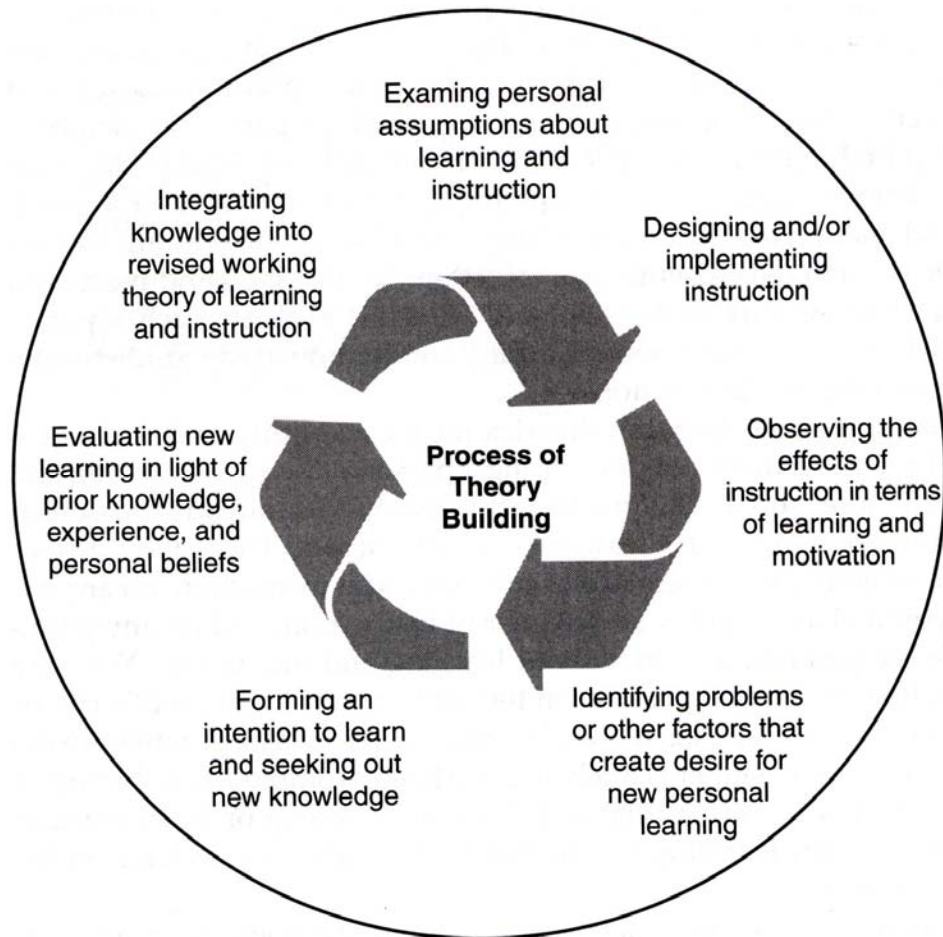 Examining personal
assumptions about
learning and
instruction
Designing and/or
implementing
instruction
Observing the
effects of
instruction in terms
of learning and
motivation
Identifying problems
or other factors that
create desire for
new personal
learning
Forming an
intention to learn
and seeking out
new knowledge
Evaluating new
learning in light of
prior knowledge,
experience, and
personal beliefs
Integrating
knowledge into
revised working
theory of learning
and instruction
Process of
Theory
Building